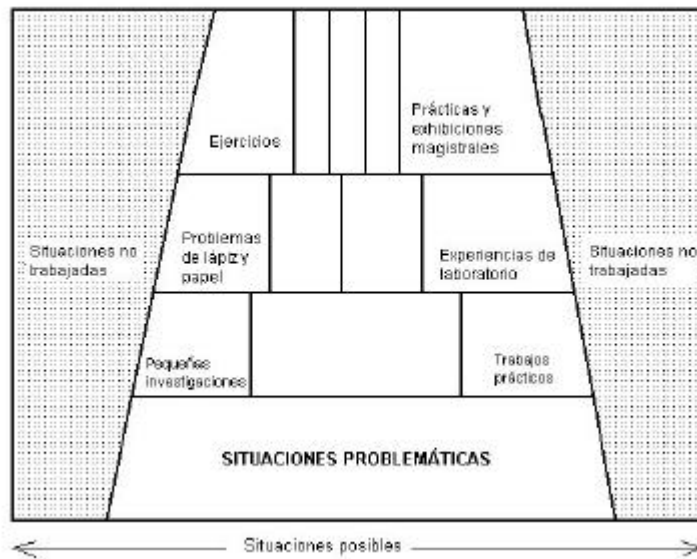 Ejercicios
Prácticas y
exhibiciones
magistrales
Situaciones no
trabajadas
Problemas
de lápiz y
papel
Experiencias de
laboratorio
Situaciones no
trabajadas
Pequeñas
investigaciones
Trabajos
prácticos
SITUACIONES PROBLEMÁTICAS
Situaciones posibles